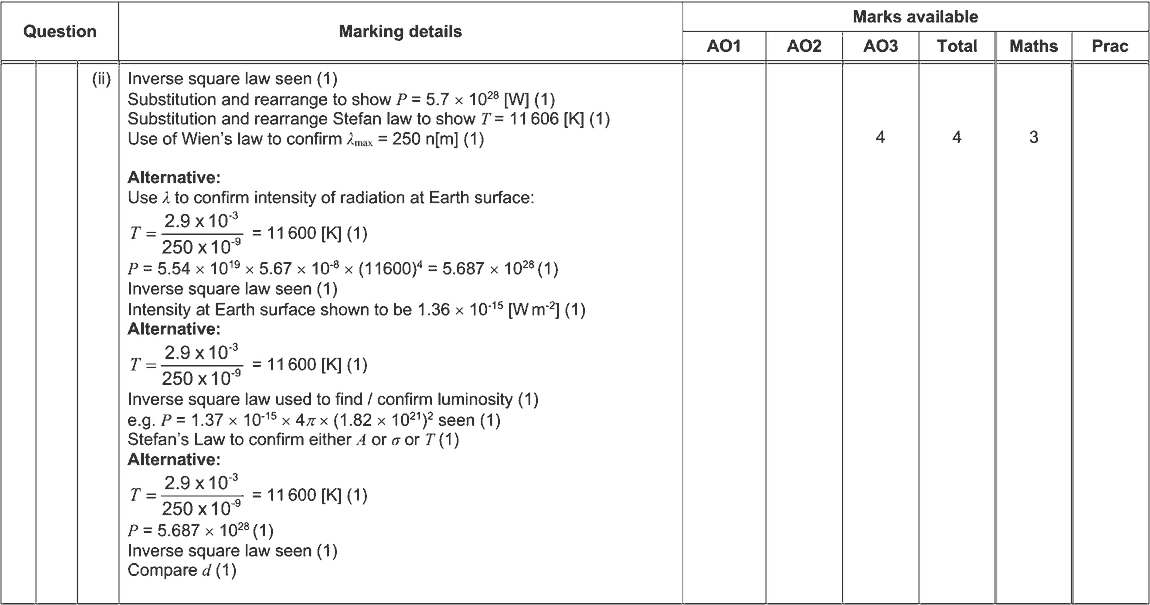 Question Marking details Marks available
AO1 AO2 AO3 Total Maths Prac
(ii) Inverse square law seen (1)
Substitution and rearrange to show P = 5.7 × 10²⁸ [W] (1)
Substitution and rearrange Stefan law to show T = 11 606 [K] (1)
Use of Wien's law to confirm λmax = 250 n[m] (1) 4 4 3
Alternative:
Use λ to confirm intensity of radiation at Earth surface:
T = 2.9 x 10⁻³ / 250 x 10⁻⁹ = 11 600 [K] (1)
P = 5.54 × 10¹⁹ × 5.67 × 10⁻⁸ × (11600)⁴ = 5.687 × 10²⁸ (1)
Inverse square law seen (1)
Intensity at Earth surface shown to be 1.36 × 10⁻¹⁵ [W m⁻²] (1)
Alternative:
T = 2.9 x 10⁻³ / 250 x 10⁻⁹ = 11 600 [K] (1)
Inverse square law used to find / confirm luminosity (1)
e.g. P = 1.37 × 10⁻¹⁵ × 4π × (1.82 × 10²¹)² seen (1)
Stefan's Law to confirm either A or σ or T (1)
Alternative:
T = 2.9 x 10⁻³ / 250 x 10⁻⁹ = 11 600 [K] (1)
P = 5.687 × 10²⁸ (1)
Inverse square law seen (1)
Compare d (1)